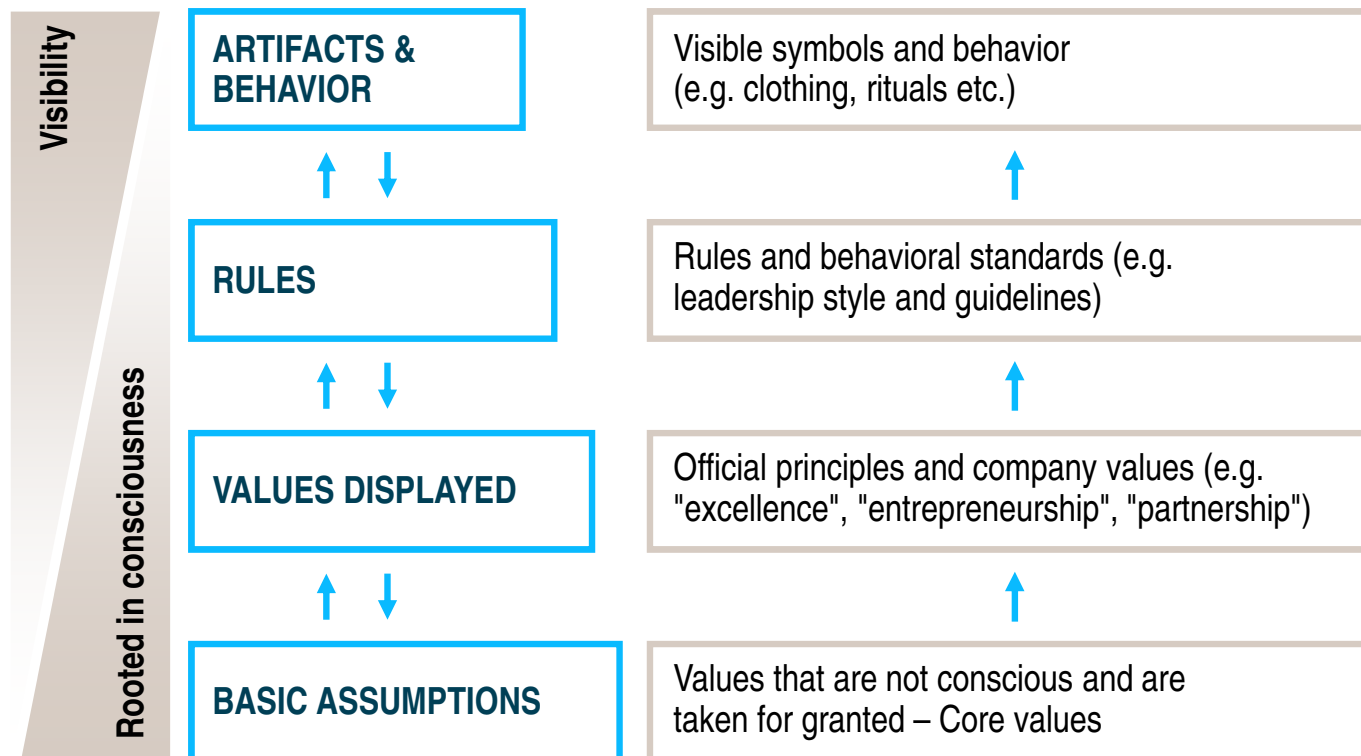 Visibility
Rooted in consciousness
ARTIFACTS &
BEHAVIOR
Visible symbols and behavior
(e.g. clothing, rituals etc.)
RULES
Rules and behavioral standards (e.g.
leadership style and guidelines)
VALUES DISPLAYED
Official principles and company values (e.g.
"excellence", "entrepreneurship", "partnership")
BASIC ASSUMPTIONS
Values that are not conscious and are
taken for granted – Core values